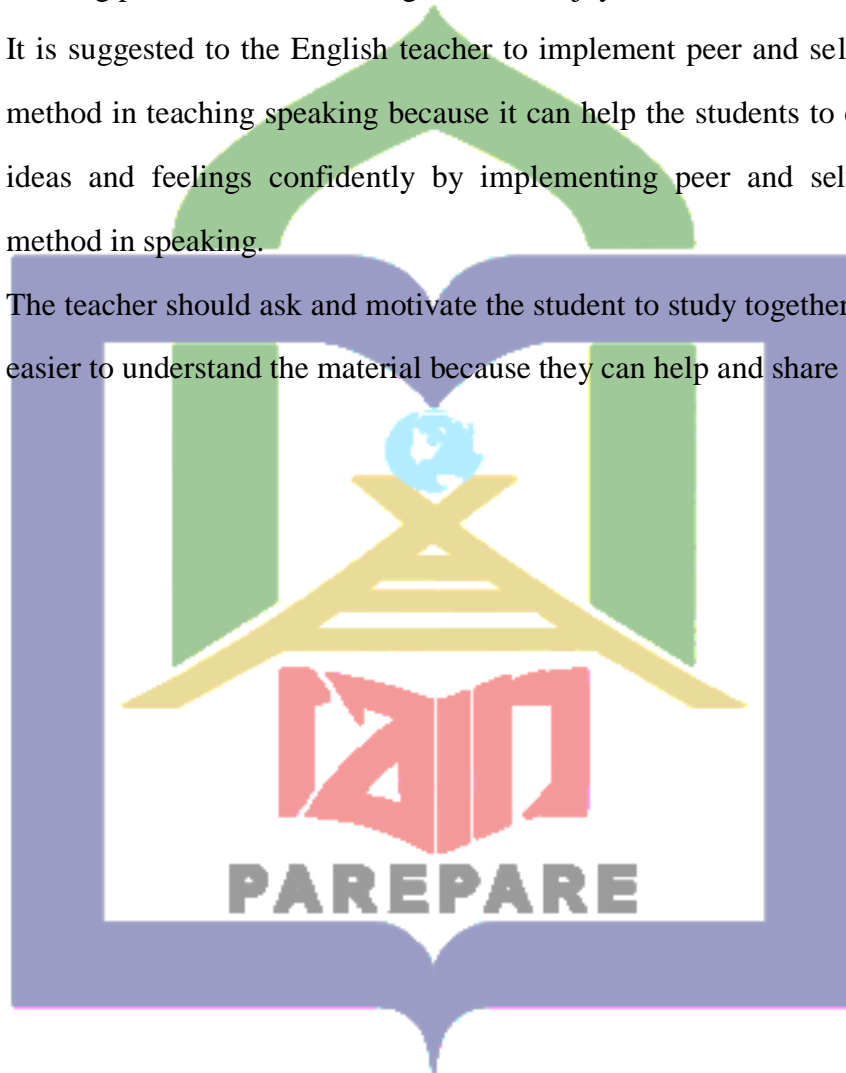 It is suggested to the English teacher to implement peer and sel
method in teaching speaking because it can help the students to
ideas and feelings confidently by implementing peer and sel
method in speaking.
The teacher should ask and motivate the student to study together
easier to understand the material because they can help and share
iain
PAREPARE